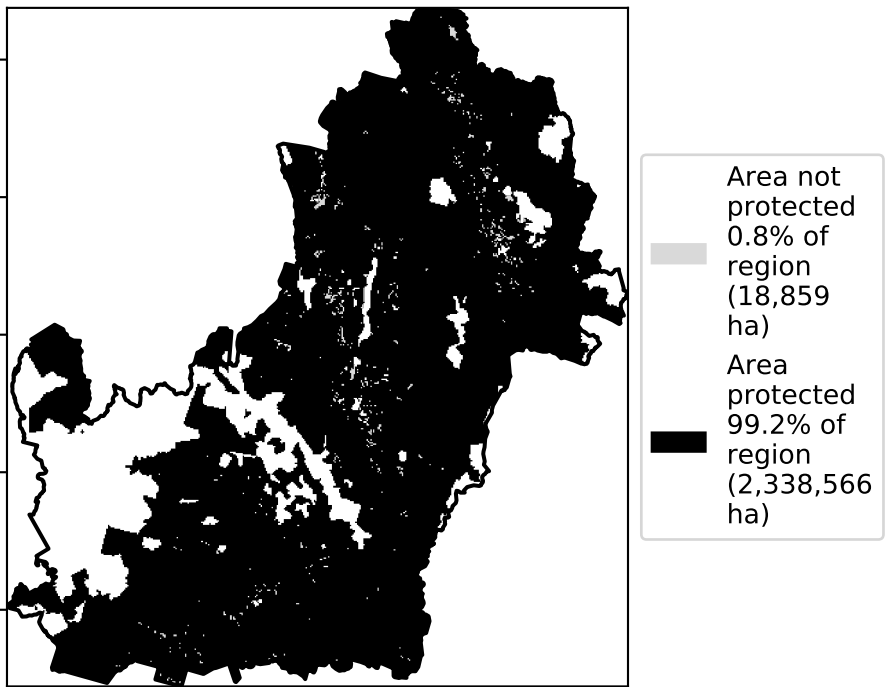 Area not
protected
0.8% of
region
(18,859
ha)
Area
protected
99.2% of
region
(2,338,566
ha)